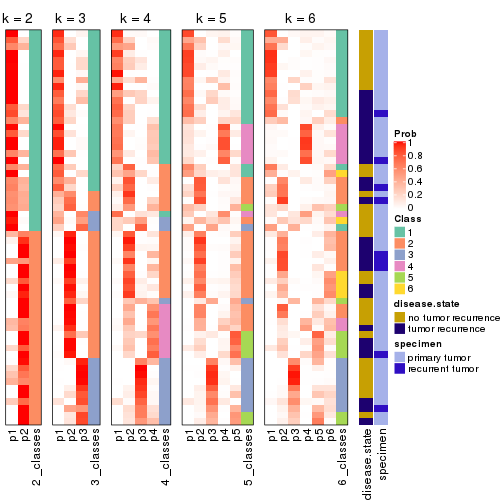 k = 2 k = 3 k = 4 k = 5 k = 6
p1 p2 2_classes p1 p2 p3 3_classes p1 p2 p3 p4 4_classes p1 p2 p3 p4 p5 5_classes p1 p2 p3 p4 p5 p6 6_classes disease.state specimen
Prob
1
0.8
0.6
0.4
0.2
0
Class
1
2
3
4
5
6
disease.state
no tumor recurrence
tumor recurrence
specimen
primary tumor
recurrent tumor